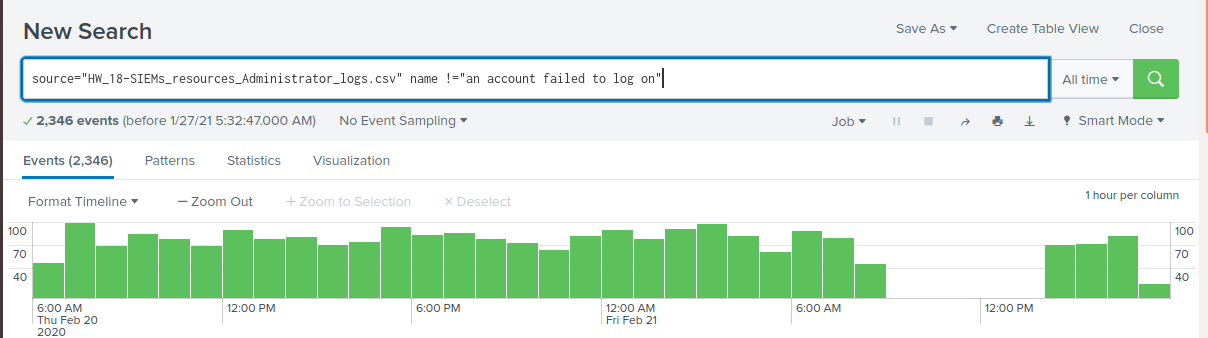 New Search
Save As
Create Table View
Close
source="HW_18-SIEMs_resources_Administrator_logs.csv" name !="an account failed to log on"
All time
2,346 events (before 1/27/21 5:32:47.000 AM)
No Event Sampling
Job
Smart Mode
Events (2,346)
Patterns
Statistics
Visualization
Format Timeline
— Zoom Out
+ Zoom to Selection
× Deselect
1 hour per column
100
70
40
100
70
40
6:00 AM
Thu Feb 20
2020
12:00 PM
6:00 PM
12:00 AM
Fri Feb 21
6:00 AM
12:00 PM